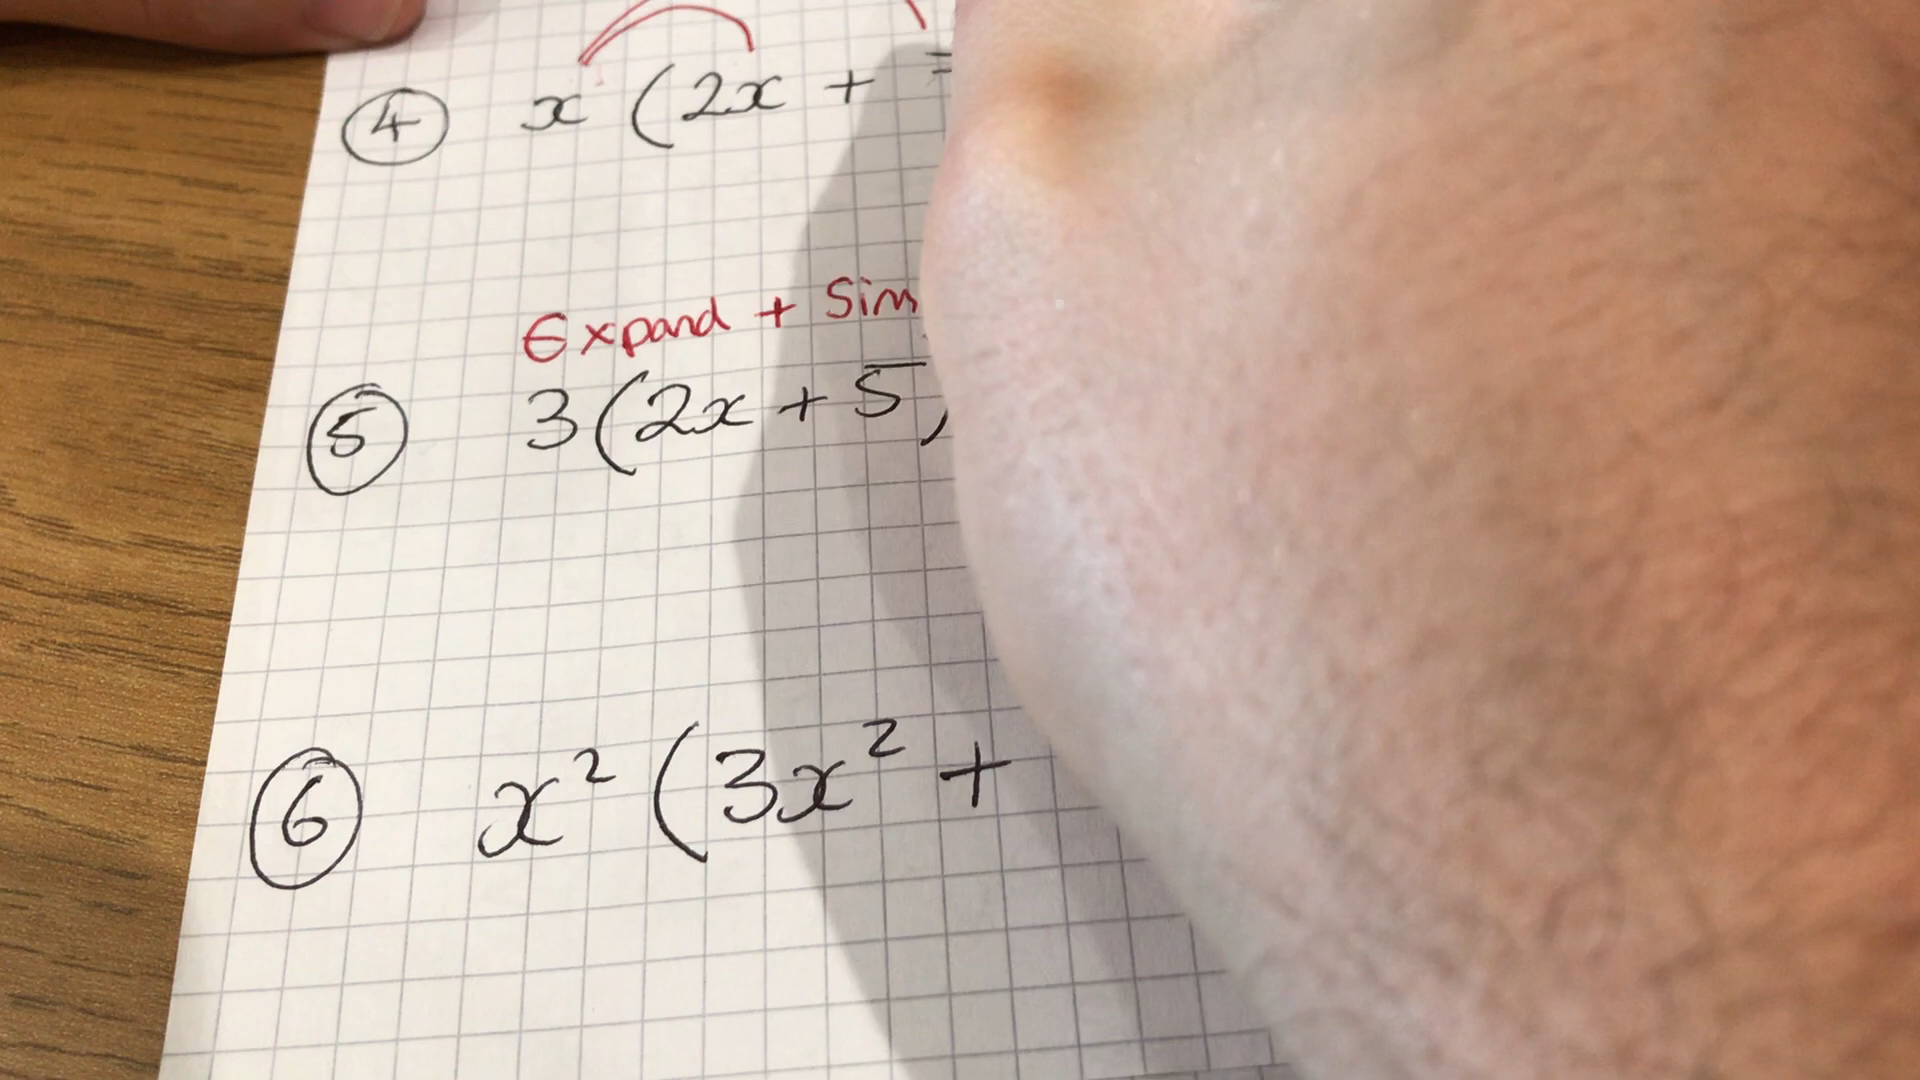 ④ x (2x +
Expand + Sim
⑤ 3(2x + 5)
⑥ x² (3x² +